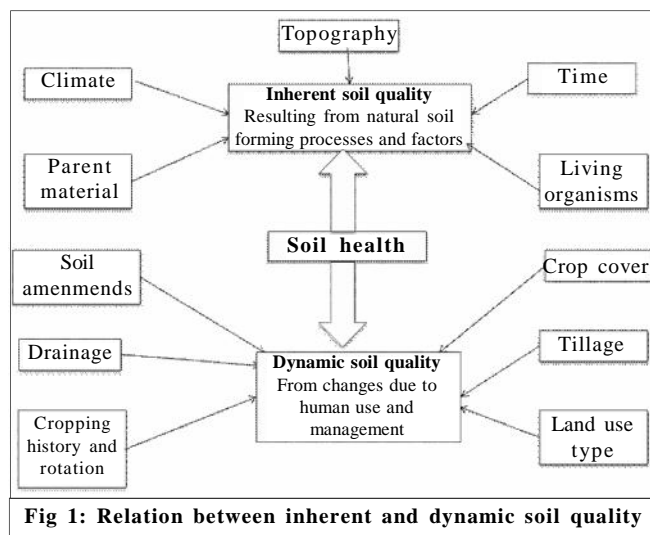 Topography
Climate
Time
Inherent soil quality
Resulting from natural soil
forming processes and factors
Parent
material
Living
organisms
Soil health
Soil
amenmends
Crop cover
Drainage
Tillage
Dynamic soil quality
From changes due to
human use and
management
Cropping
history and
rotation
Land use
type
Fig 1: Relation between inherent and dynamic soil quality